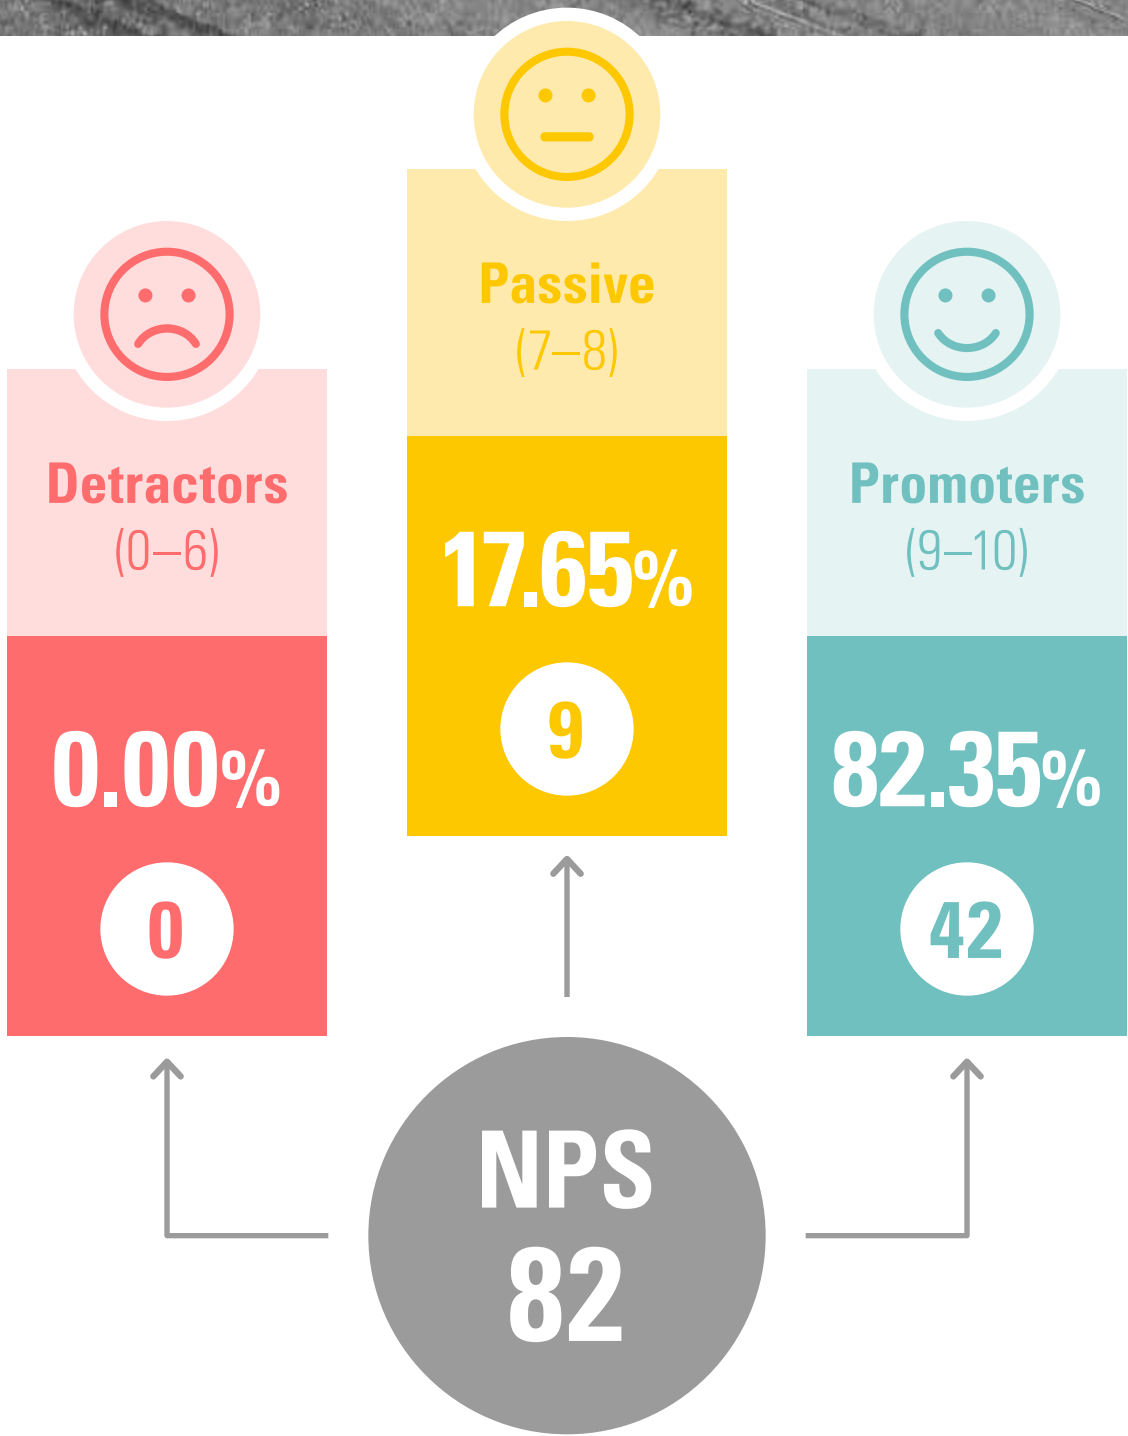 Detractors
(0–6)
0.00%
0
Passive
(7–8)
17.65%
9
Promoters
(9–10)
82.35%
42
NPS
82